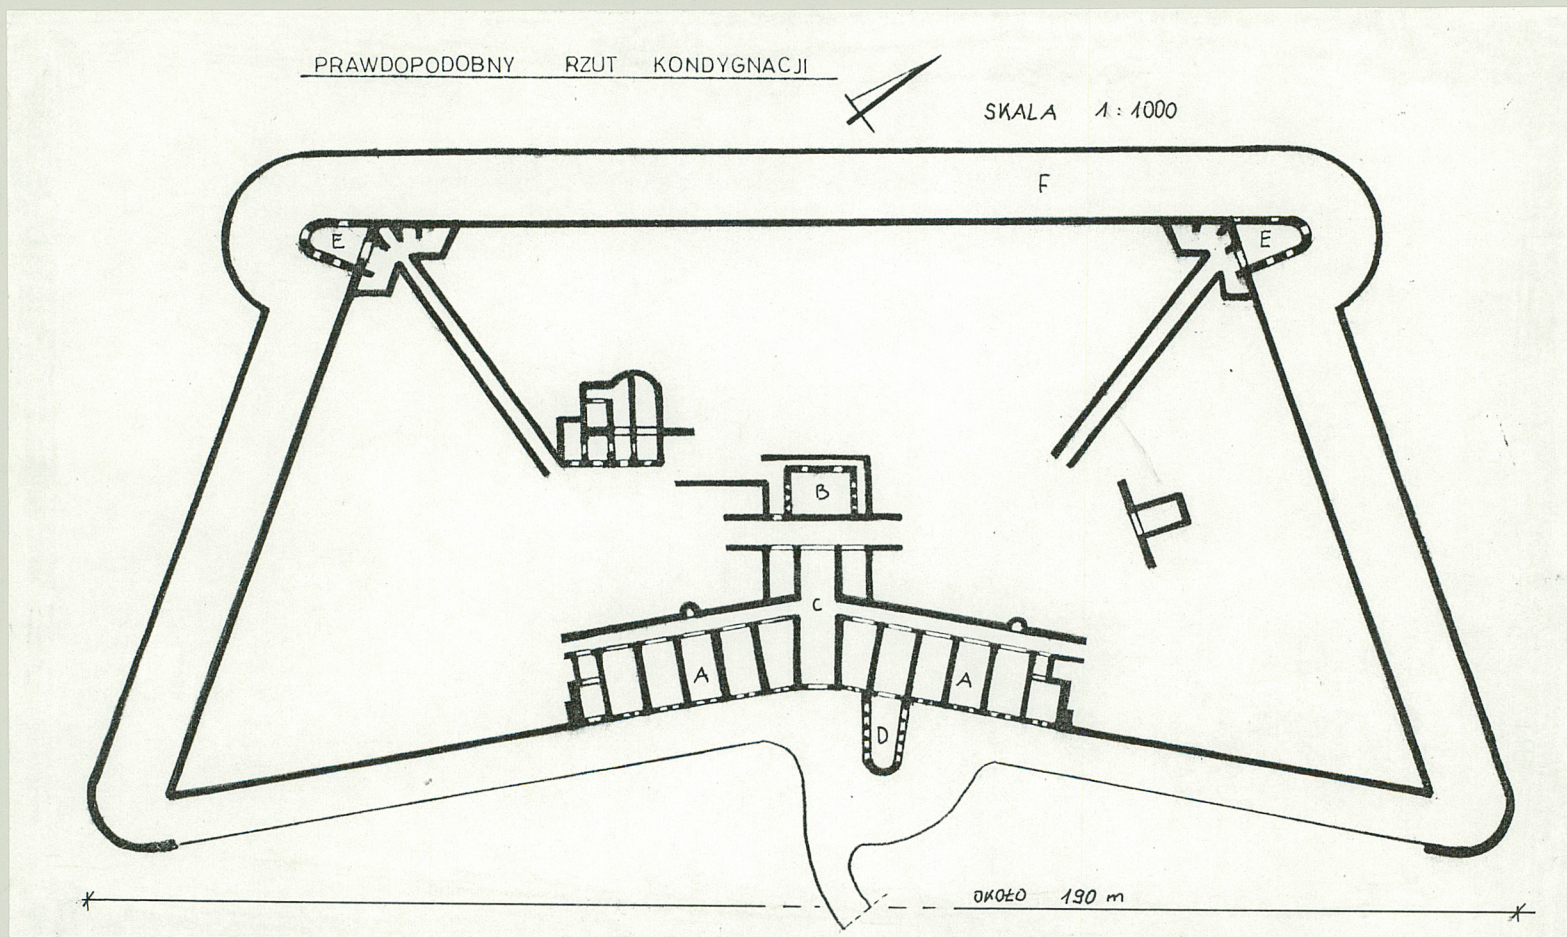 PRAWDOPODOBNY RZUT KONDYGNACJI
SKALA 1:1000
F
E
E
B
C
A
A
D
OKOŁO 190 m